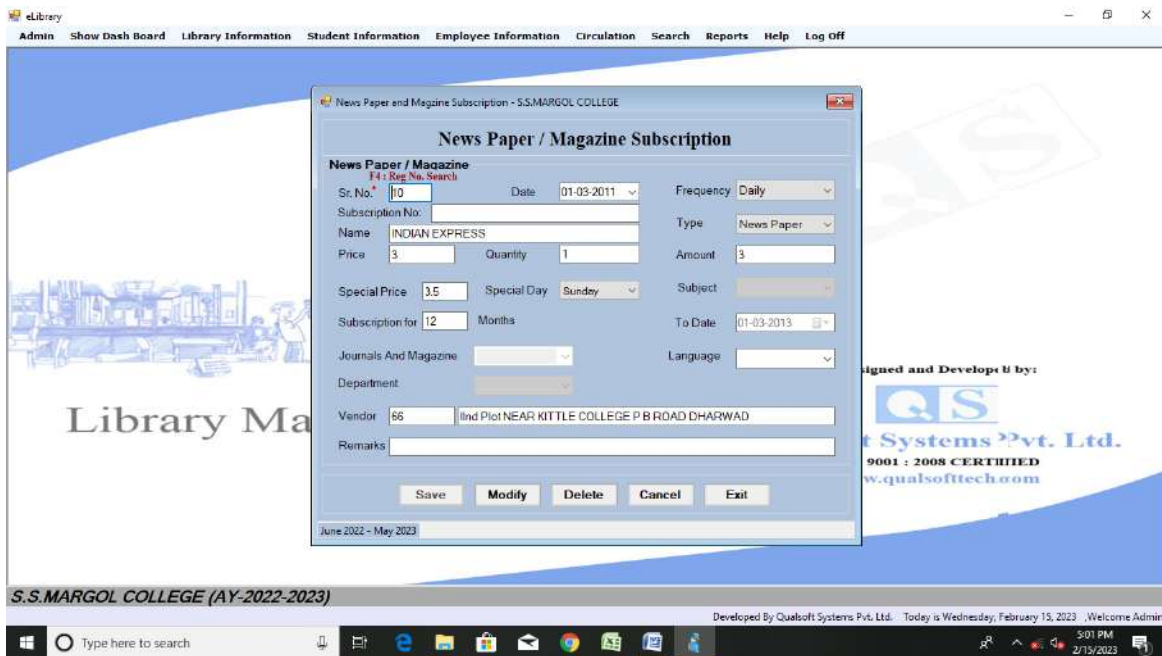 eLibrary
Admin Show Dash Board Library Information Student Information Employee Information Circulation Search Reports Help Log Off
News Paper and Magzine Subscription - S.S.MARGOL COLLEGE
News Paper / Magazine Subscription
News Paper / Magazine
F4 : Reg No. Search
Sr. No.* 10 Date 01-03-2011 Frequency Daily
Subscription No:
Type News Paper
Name INDIAN EXPRESS
Price 3 Quantity 1 Amount 3
Special Price 3.5 Special Day Sunday Subject
Subscription for 12 Months To Date 01-03-2013
Journals And Magazine Language
Department
Vendor 66 IInd Plot NEAR KITTLE COLLEGE P B ROAD DHARWAD
Remarks
Save Modify Delete Cancel Exit
June 2022 - May 2023
Library Ma
by:
QS
Systems Pvt. Ltd.
9001 : 2008
S.S.MARGOL COLLEGE (AY-2022-2023)
Developed By Qualsoft Systems Pvt. Ltd. Today is Wednesday, February 15, 2023 ,Welcome Admin
Type here to search
5:01 PM
2/15/2023